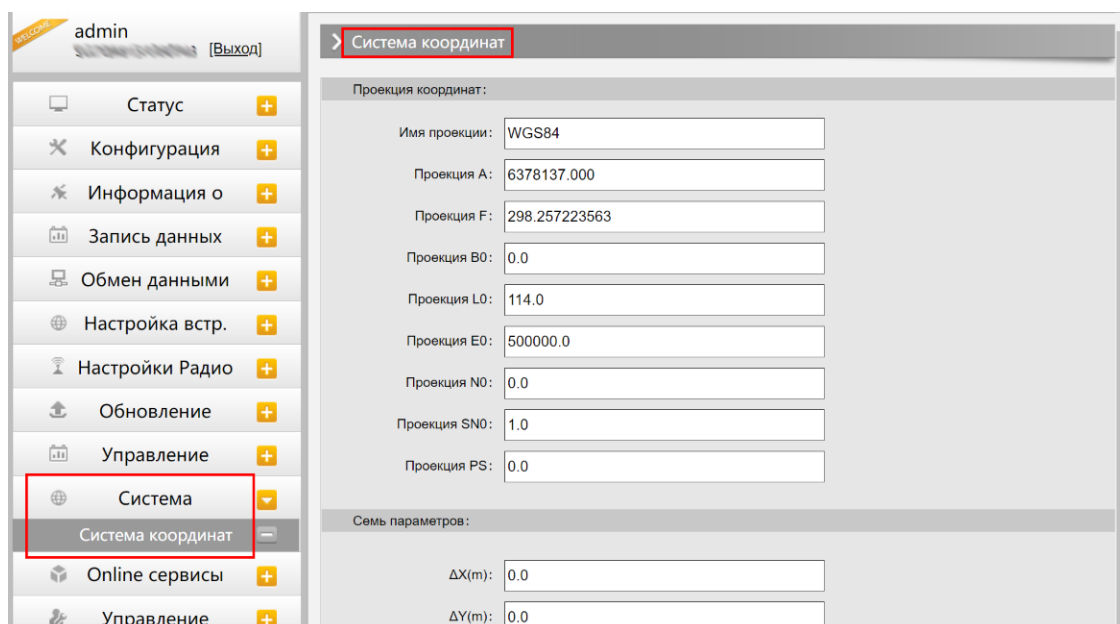 WELCOME
admin
[Выход]
Статус
Конфигурация
Информация о
Запись данных
Обмен данными
Настройка встр.
Настройки Радио
Обновление
Управление
Система
Система координат
Online сервисы
Управление
Система координат
Проекция координат:
Имя проекции: WGS84
Проекция A: 6378137.000
Проекция F: 298.257223563
Проекция B0: 0.0
Проекция L0: 114.0
Проекция E0: 500000.0
Проекция N0: 0.0
Проекция SN0: 1.0
Проекция PS: 0.0
Семь параметров:
ΔX(m): 0.0
ΔY(m): 0.0